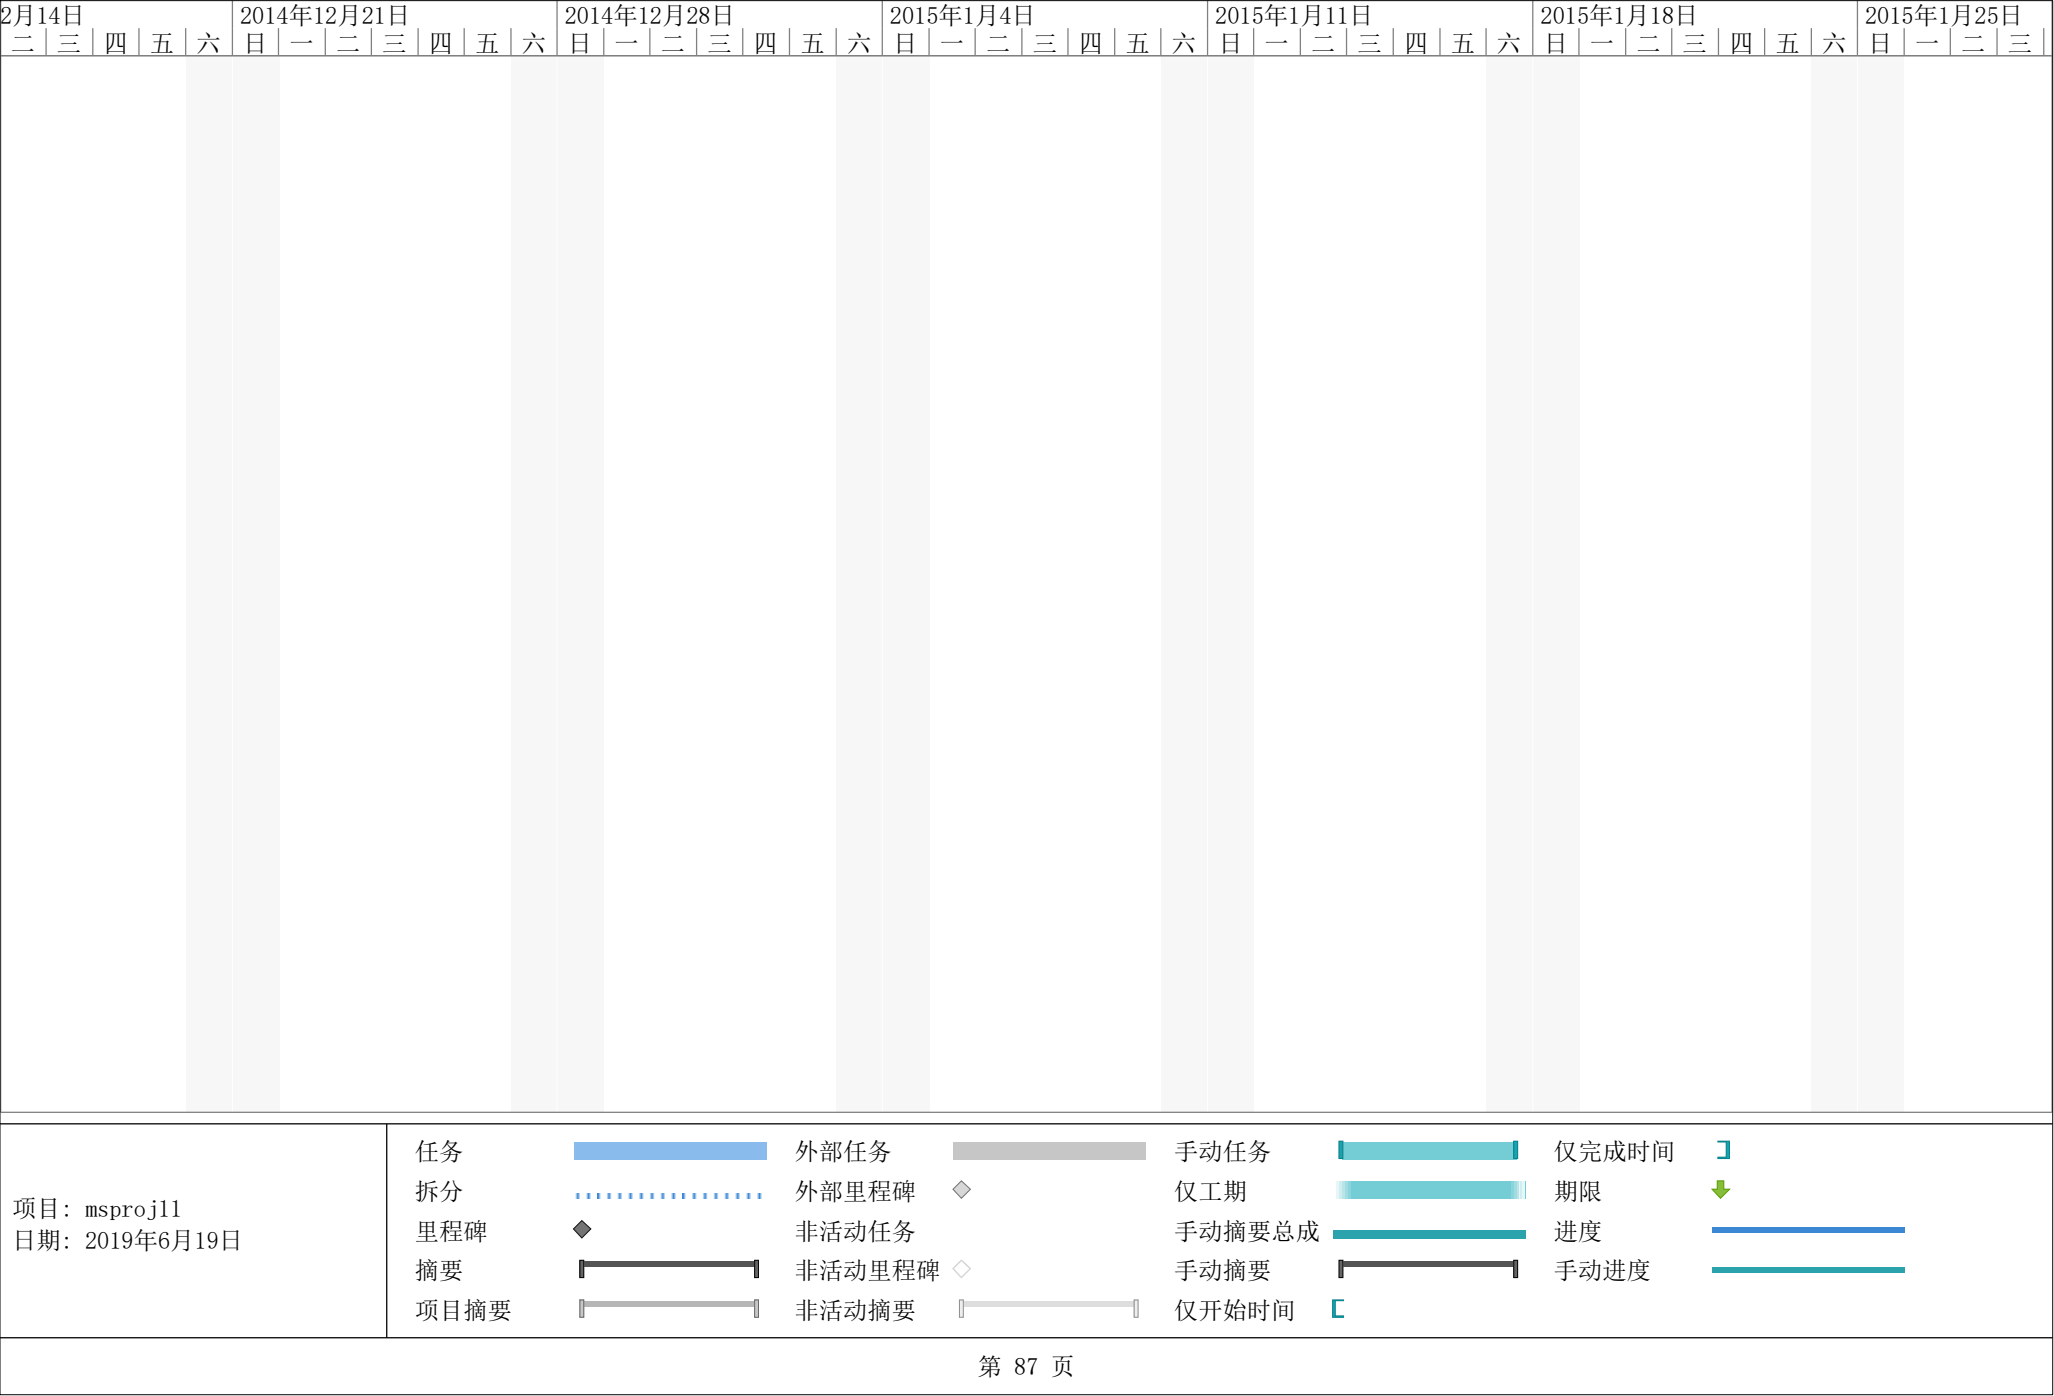 2月14日 2014年12月21日 2014年12月28日 2015年1月4日 2015年1月11日 2015年1月18日 2015年1月25日
二 三 四 五 六 日 一 二 三 四 五 六 日 一 二 三 四 五 六 日 一 二 三 四 五 六 日 一 二 三 四 五 六 日 一 二 三 四 五 六 日 一 二 三
项目: msproj11
日期: 2019年6月19日
任务 外部任务 手动任务 仅完成时间
拆分 外部里程碑 仅工期 期限
里程碑 非活动任务 手动摘要总成 进度
摘要 非活动里程碑 手动摘要 手动进度
项目摘要 非活动摘要 仅开始时间
第 87 页